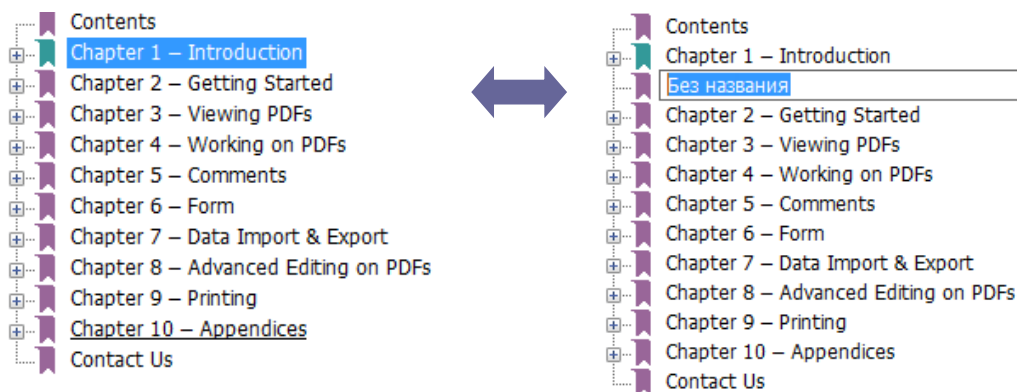 Contents
Chapter 1 – Introduction
Chapter 2 – Getting Started
Chapter 3 – Viewing PDFs
Chapter 4 – Working on PDFs
Chapter 5 – Comments
Chapter 6 – Form
Chapter 7 – Data Import & Export
Chapter 8 – Advanced Editing on PDFs
Chapter 9 – Printing
Chapter 10 – Appendices
Contact Us
Contents
Chapter 1 – Introduction
Без названия
Chapter 2 – Getting Started
Chapter 3 – Viewing PDFs
Chapter 4 – Working on PDFs
Chapter 5 – Comments
Chapter 6 – Form
Chapter 7 – Data Import & Export
Chapter 8 – Advanced Editing on PDFs
Chapter 9 – Printing
Chapter 10 – Appendices
Contact Us